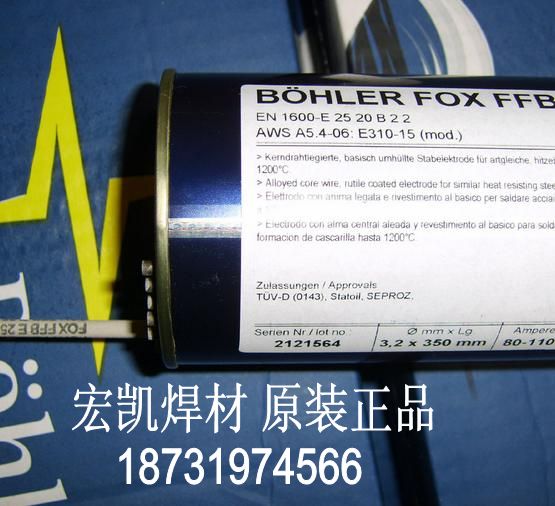 BÖHLER FOX FFB
EN 1600-E 25 20 B 2 2
AWS A5.4-06: E310-15 (mod.)
> Kerndrahtlegierte, basisch umhüllte Stabelektrode für artgleiche, hitze
1200°C.
> Alloyed core wire, rutile coated electrode for similar heat resisting stee
> Elettrodo con anima legata e rivestimento al basico per saldare acciai
> Electrodo con alma central aleada y revestimiento al basico para solda
formacion de cascarilla hasta 1200°C.
Zulassungen / Approvals
TÜV-D (0143), Statoil, SEPROZ,
Serien Nr / lot no.: Ø mm x Lg Ampere
2121564 3,2 x 350 mm 80-110
FOX FFB E 25
Böhl
宏凯焊材 原装正品
18731974566